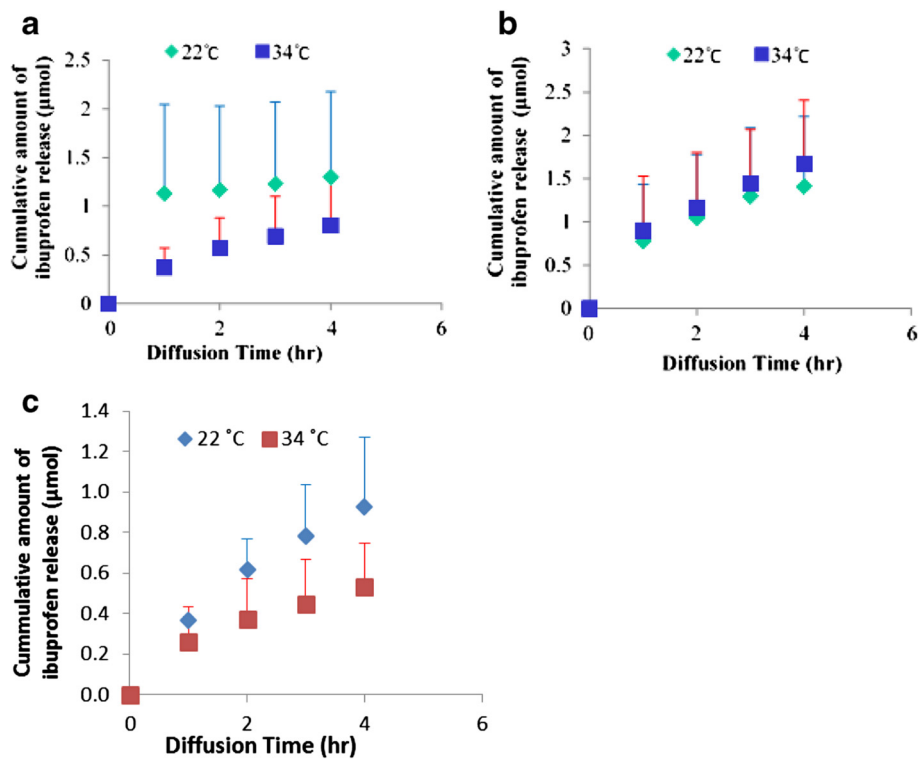 a
22°C 34°C
2.5
2
1.5
1
0.5
0
0 2 4 6
Cumulative amount of
ibuprofen release (µmol)
Diffusion Time (hr)
b
22°C 34°C
3
2.5
2
1.5
1
0.5
0
0 2 4 6
Cumulative amount of
ibuprofen release (µmol)
Diffusion Time (hr)
c
22 °C 34 °C
1.4
1.2
1.0
0.8
0.6
0.4
0.2
0.0
0 2 4 6
Cummulative amount of
ibuprofen release (µmol)
Diffusion Time (hr)